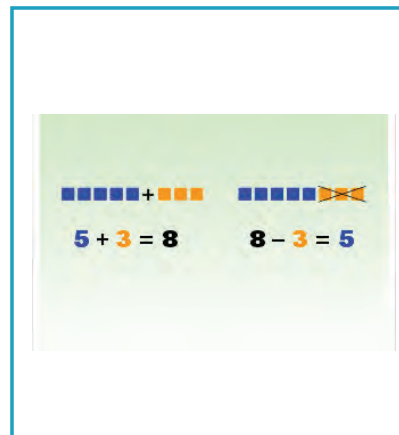 +
5 + 3 = 8 8 – 3 = 5